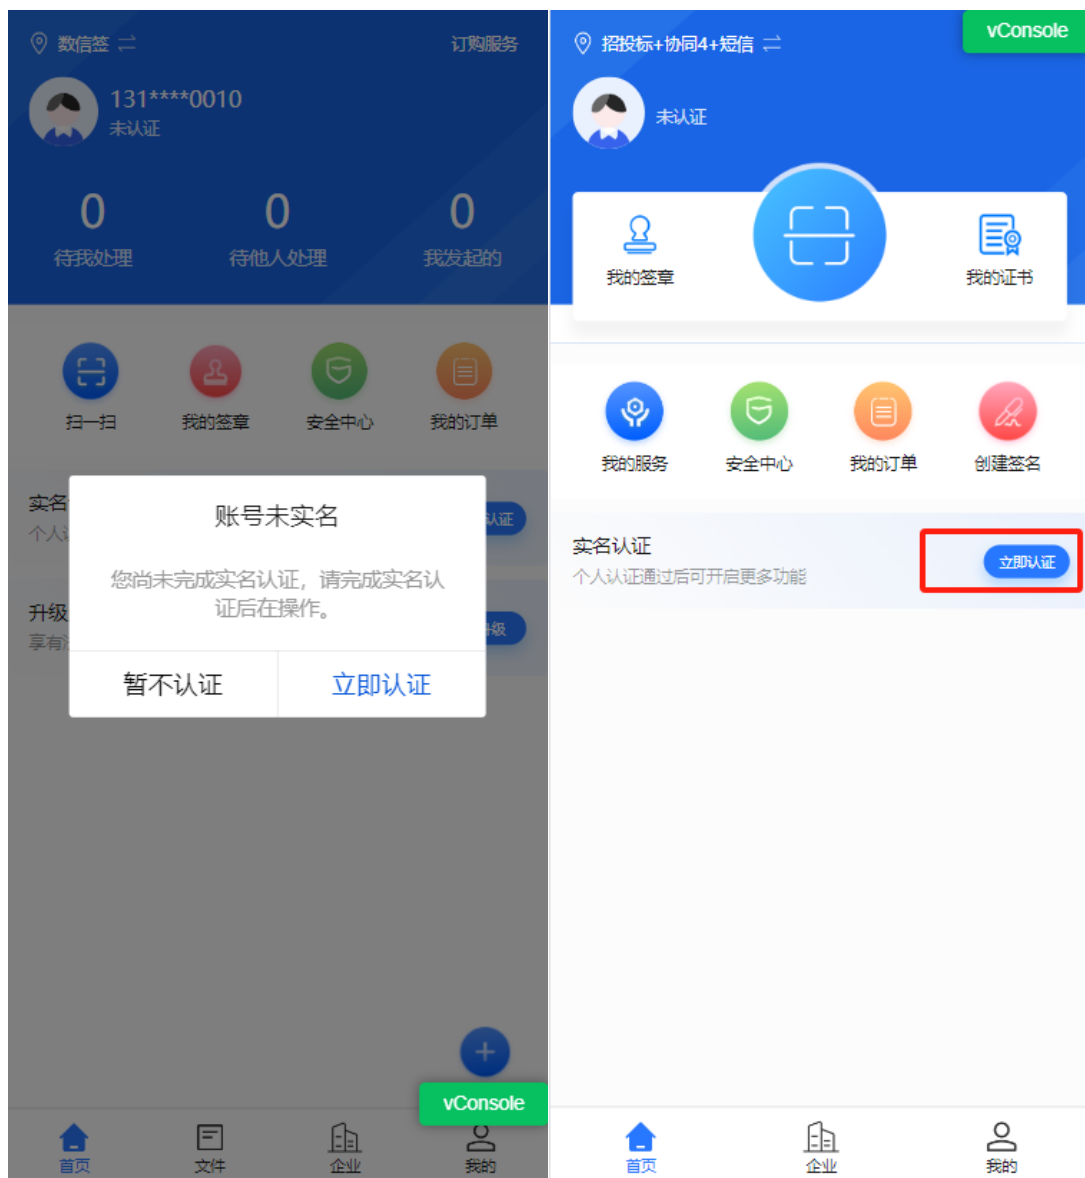 数信签
订购服务
131****0010
未认证
0
0
0
待我处理
待他人处理
我发起的
扫一扫
我的签章
安全中心
我的订单
实名
个人
认证
账号未实名
您尚未完成实名认证，请完成实名认
证后在操作。
暂不认证
立即认证
升级
享有
升级
vConsole
首页
文件
企业
我的
招投标+协同4+短信
vConsole
未认证
我的签章
我的证书
我的服务
安全中心
我的订单
创建签名
实名认证
个人认证通过后可开启更多功能
立即认证
首页
企业
我的